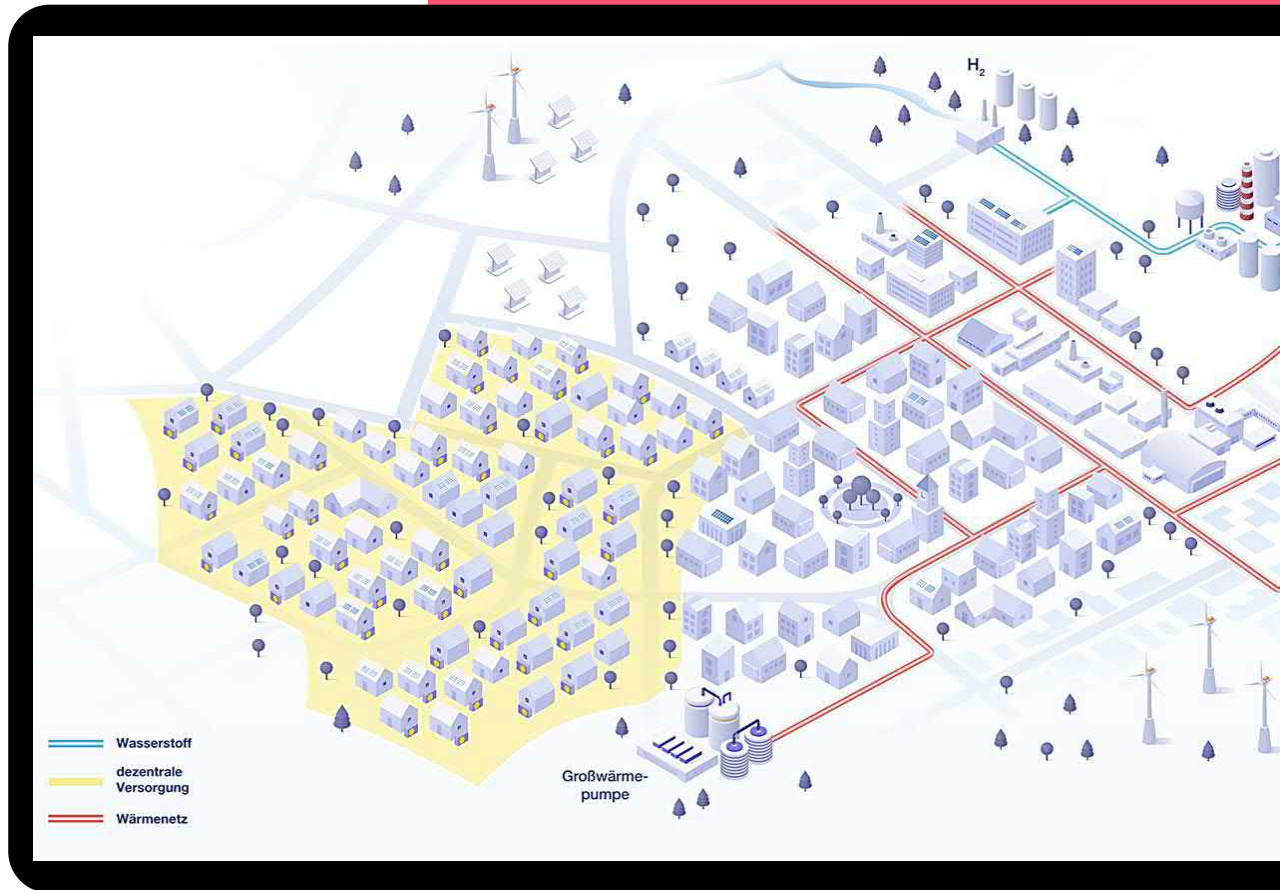 H₂
Großwärme-
pumpe
Wasserstoff
dezentrale
Versorgung
Wärmenetz